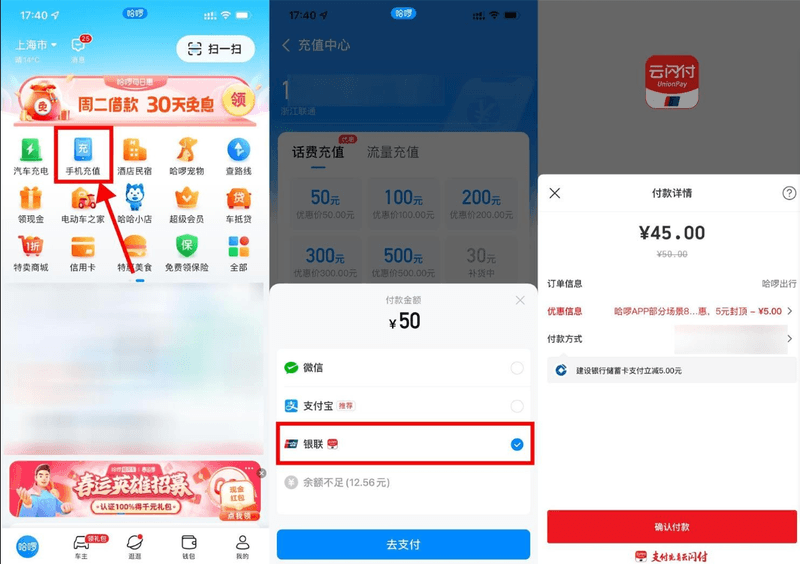 17:40
哈啰
上海市
晴14°C
25
消息
扫一扫
哈啰每日惠
周二借款 30天免息
免
领
汽车充电
充
手机充值
酒店民宿
哈啰宠物
查路线
领现金
电动车之家
哈哈小店
超级会员
贷
车抵贷
1折
特卖商城
信用卡
特惠美食
保
免费领保险
全部
春运英雄招募
认证100%得千元礼包
现金红包
点我领
哈啰
领礼包
车主
逛逛
钱包
我的
17:40
哈啰
充值中心
1
浙江联通
话费充值
流量充值
50元
优惠价50.00元
100元
优惠价100.00元
200元
优惠价200.00元
300元
优惠价300.00元
500元
优惠价500.00元
30元
补货中
付款金额
¥50
微信
支付宝 推荐
银联
余额不足 (12.56 元)
去支付
云闪付
UnionPay
付款详情
¥45.00
¥50.00
订单信息
哈啰出行
优惠信息
哈啰APP部分场景8...惠，5元封顶 - ¥5.00
付款方式
建设银行储蓄卡支付立减5.00元
确认付款
支付就用云闪付